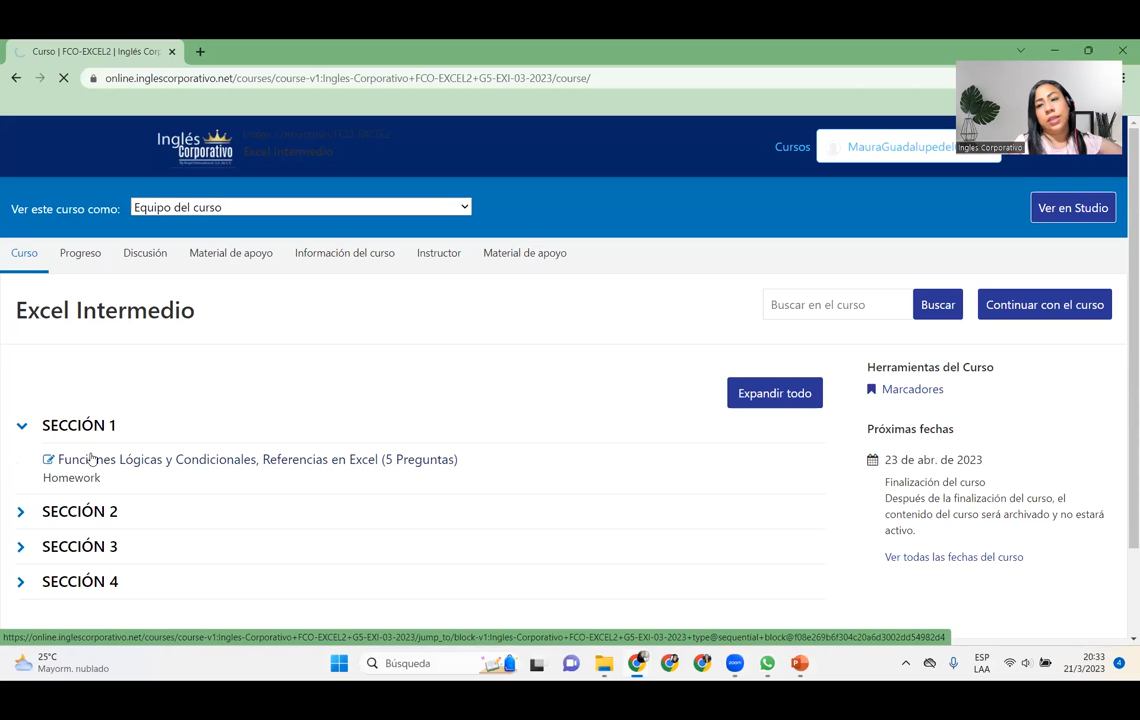 Curso | FCO-EXCEL2 | Inglés Corp
online.inglescorporativo.net/courses/course-v1:Ingles-Corporativo+FCO-EXCEL2+G5-EXI-03-2023/course/
Inglés
Corporativo
Excel Intermedio
Cursos
MauraGuadalupedel
Ingles Corporativo
Ver este curso como:
Equipo del curso
Ver en Studio
Curso
Progreso
Discusión
Material de apoyo
Información del curso
Instructor
Material de apoyo
Excel Intermedio
Buscar en el curso
Buscar
Continuar con el curso
Expandir todo
SECCIÓN 1
Funciones Lógicas y Condicionales, Referencias en Excel (5 Preguntas)
Homework
SECCIÓN 2
SECCIÓN 3
SECCIÓN 4
Herramientas del Curso
Marcadores
Próximas fechas
23 de abr. de 2023
Finalización del curso
Después de la finalización del curso, el
contenido del curso será archivado y no estará
activo.
Ver todas las fechas del curso
https://online.inglescorporativo.net/courses/course-v1:Ingles-Corporativo+FCO-EXCEL2+G5-EXI-03-2023/jump_to/block-v1:Ingles-Corporativo+FCO-EXCEL2+G5-EXI-03-2023+type@sequential+block@f08e269b6f304c20a6d3002dd54982d4
25°C
Mayorm. nublado
Búsqueda
ESP
LAA
20:33
21/3/2023
4